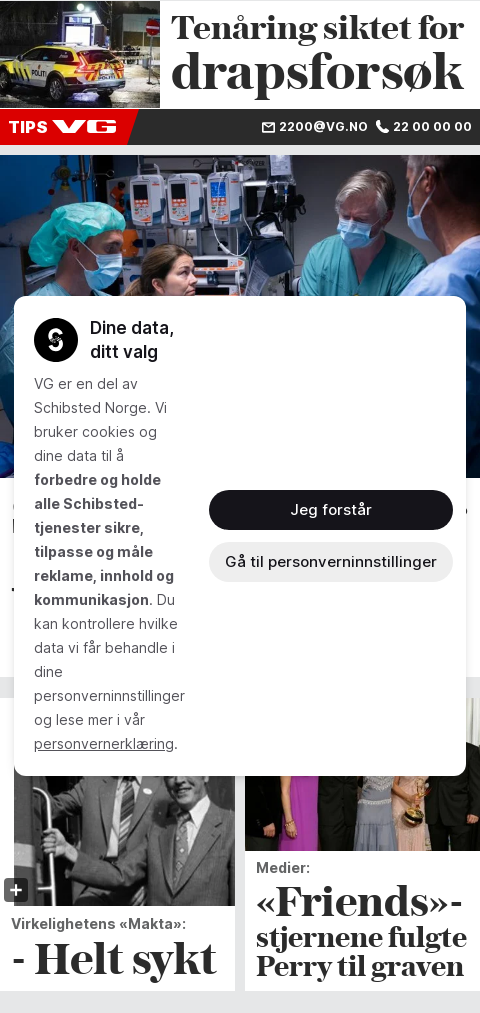 Tenåring siktet for
drapsforsøk
TIPS VG
2200@VG.NO 22 00 00 00
Dine data,
ditt valg
VG er en del av
Schibsted Norge. Vi
bruker cookies og
dine data til å
forbedre og holde
alle Schibsted-
tjenester sikre,
tilpasse og måle
reklame, innhold og
kommunikasjon. Du
kan kontrollere hvilke
data vi får behandle i
dine
personverninnstillinger
og lese mer i vår
personvernerklæring.
Jeg forstår
Gå til personverninnstillinger
Virkelighetens «Makta»:
- Helt sykt
Medier:
«Friends»-
stjernene fulgte
Perry til graven